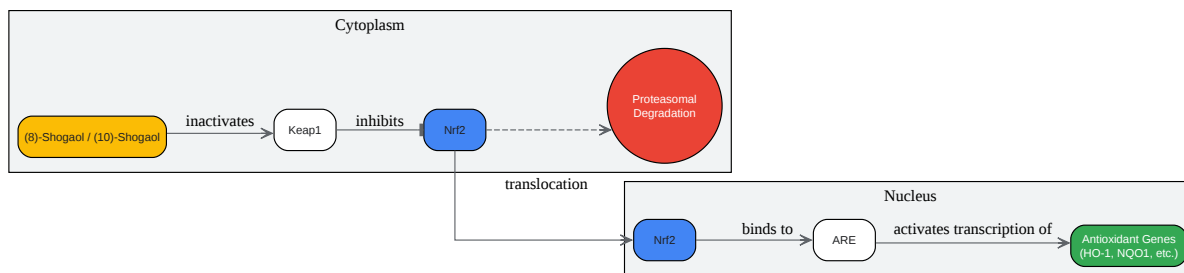 Cytoplasm
(8)-Shogaol / (10)-Shogaol
inactivates
Keap1
inhibits
Nrf2
Proteasomal
Degradation
translocation
Nucleus
Nrf2
binds to
ARE
activates transcription of
Antioxidant Genes
(HO-1, NQO1, etc.)